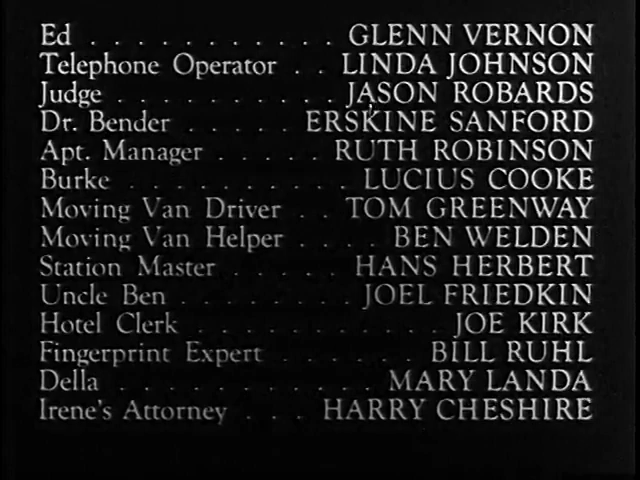 Ed . . . . . . . . . . . GLENN VERNON
Telephone Operator . . LINDA JOHNSON
Judge . . . . . . . . . . JASON ROBARDS
Dr. Bender . . . . . ERSKINE SANFORD
Apt. Manager . . . . . RUTH ROBINSON
Burke . . . . . . . . . . LUCIUS COOKE
Moving Van Driver . . TOM GREENWAY
Moving Van Helper . . . . BEN WELDEN
Station Master . . . . . HANS HERBERT
Uncle Ben . . . . . . . . JOEL FRIEDKIN
Hotel Clerk . . . . . . . . . . . JOE KIRK
Fingerprint Expert . . . . . . BILL RUHL
Della . . . . . . . . . . . . MARY LANDA
Irene's Attorney . . . HARRY CHESHIRE